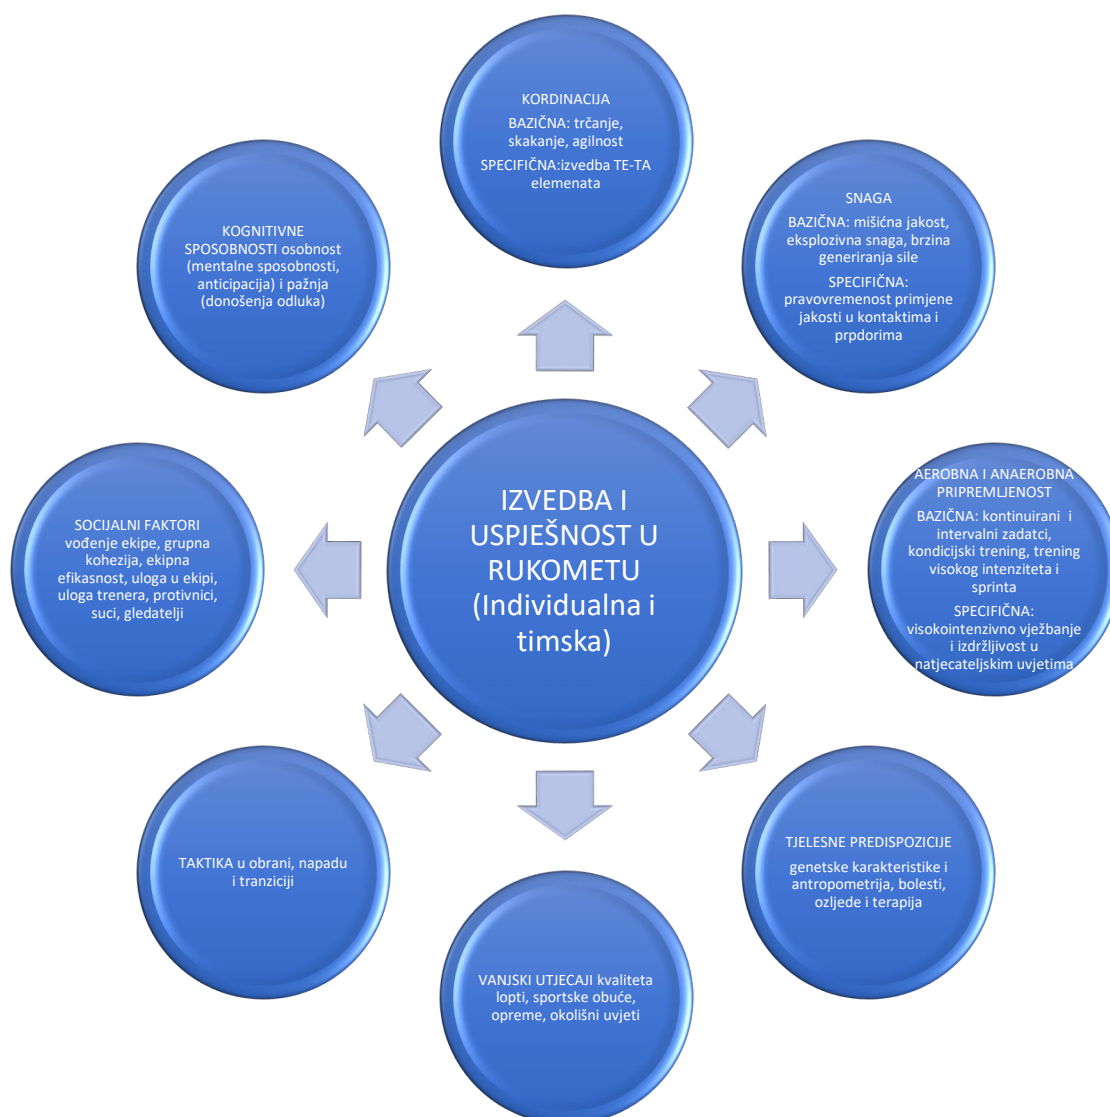 KORDINACIJA
BAZIČNA: trčanje,
skakanje, agilnost
SPECIFIČNA:izvedba TE-TA
elemenata
SNAGA
BAZIČNA: mišićna jakost,
eksplozivna snaga, brzina
generiranja sile
SPECIFIČNA:
pravovremenost primjene
jakosti u kontaktima i
prpdorima
AEROBNA I ANAEROBNA
PRIPREMLJENOST
BAZIČNA: kontinuirani i
intervalni zadatci,
kondicijski trening, trening
visokog intenziteta i
sprinta
SPECIFIČNA:
visokointenzivno vježbanje
i izdržljivost u
natjecateljskim uvjetima
TJELESNE PREDISPOZICIJE
genetske karakteristike i
antropometrija, bolesti,
ozljede i terapija
VANJSKI UTJECAJI kvaliteta
lopti, sportske obuće,
opreme, okolišni uvjeti
TAKTIKA u obrani, napadu
i tranziciji
SOCIJALNI FAKTORI
vođenje ekipe, grupna
kohezija, ekipna
efikasnost, uloga u ekipi,
uloga trenera, protivnici,
suci, gledatelji
KOGNITIVNE
SPOSOBNOSTI osobnost
(mentalne sposobnosti,
anticipacija) i pažnja
(donošenja odluka)
IZVEDBA I
USPJEŠNOST U
RUKOMETU
(Individualna i
timska)